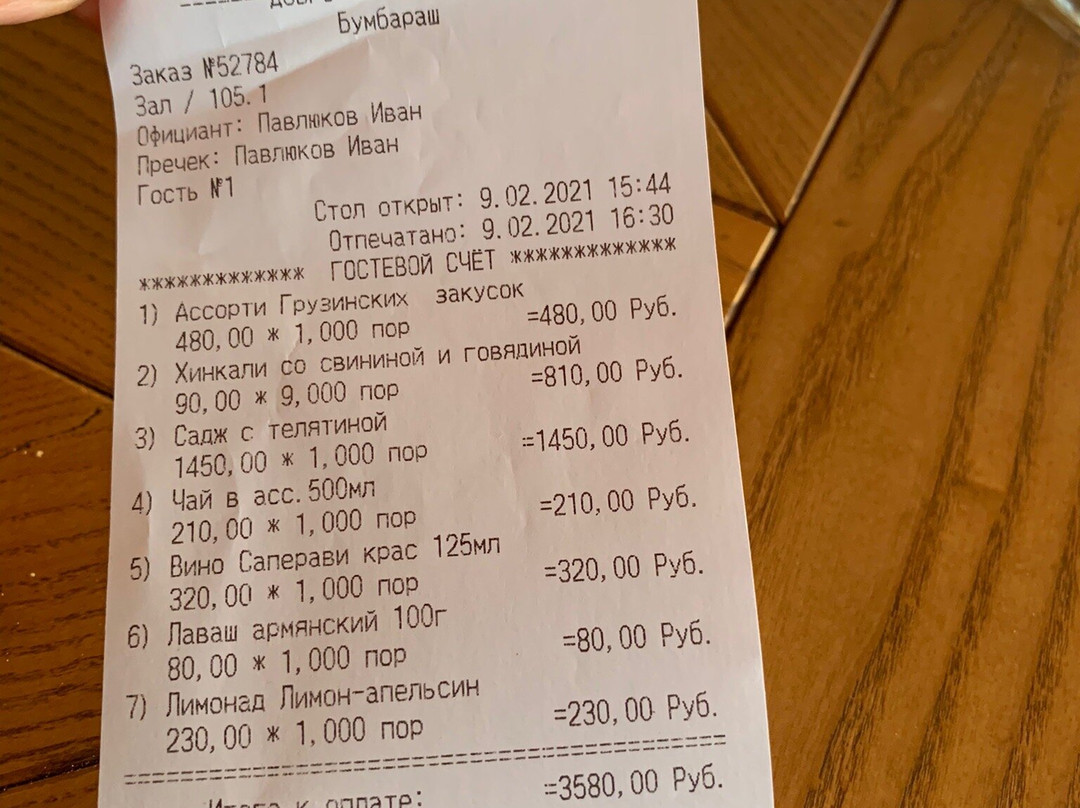 Бумбараш
Заказ №52784
Зал / 105.1
Официант: Павлюков Иван
Пречек: Павлюков Иван
Гость №1
Стол открыт: 9.02.2021 15:44
Отпечатано: 9.02.2021 16:30
************* ГОСТЕВОЙ СЧЁТ *************
1) Ассорти Грузинских закусок
480,00 * 1,000 пор =480,00 Руб.
2) Хинкали со свининой и говядиной
90,00 * 9,000 пор =810,00 Руб.
3) Садж с телятиной
1450,00 * 1,000 пор =1450,00 Руб.
4) Чай в асс.500мл
210,00 * 1,000 пор =210,00 Руб.
5) Вино Саперави крас 125мл
320,00 * 1,000 пор =320,00 Руб.
6) Лаваш армянский 100г
80,00 * 1,000 пор =80,00 Руб.
7) Лимонад Лимон-апельсин
230,00 * 1,000 пор =230,00 Руб.
Итого к оплате: =3580,00 Руб.